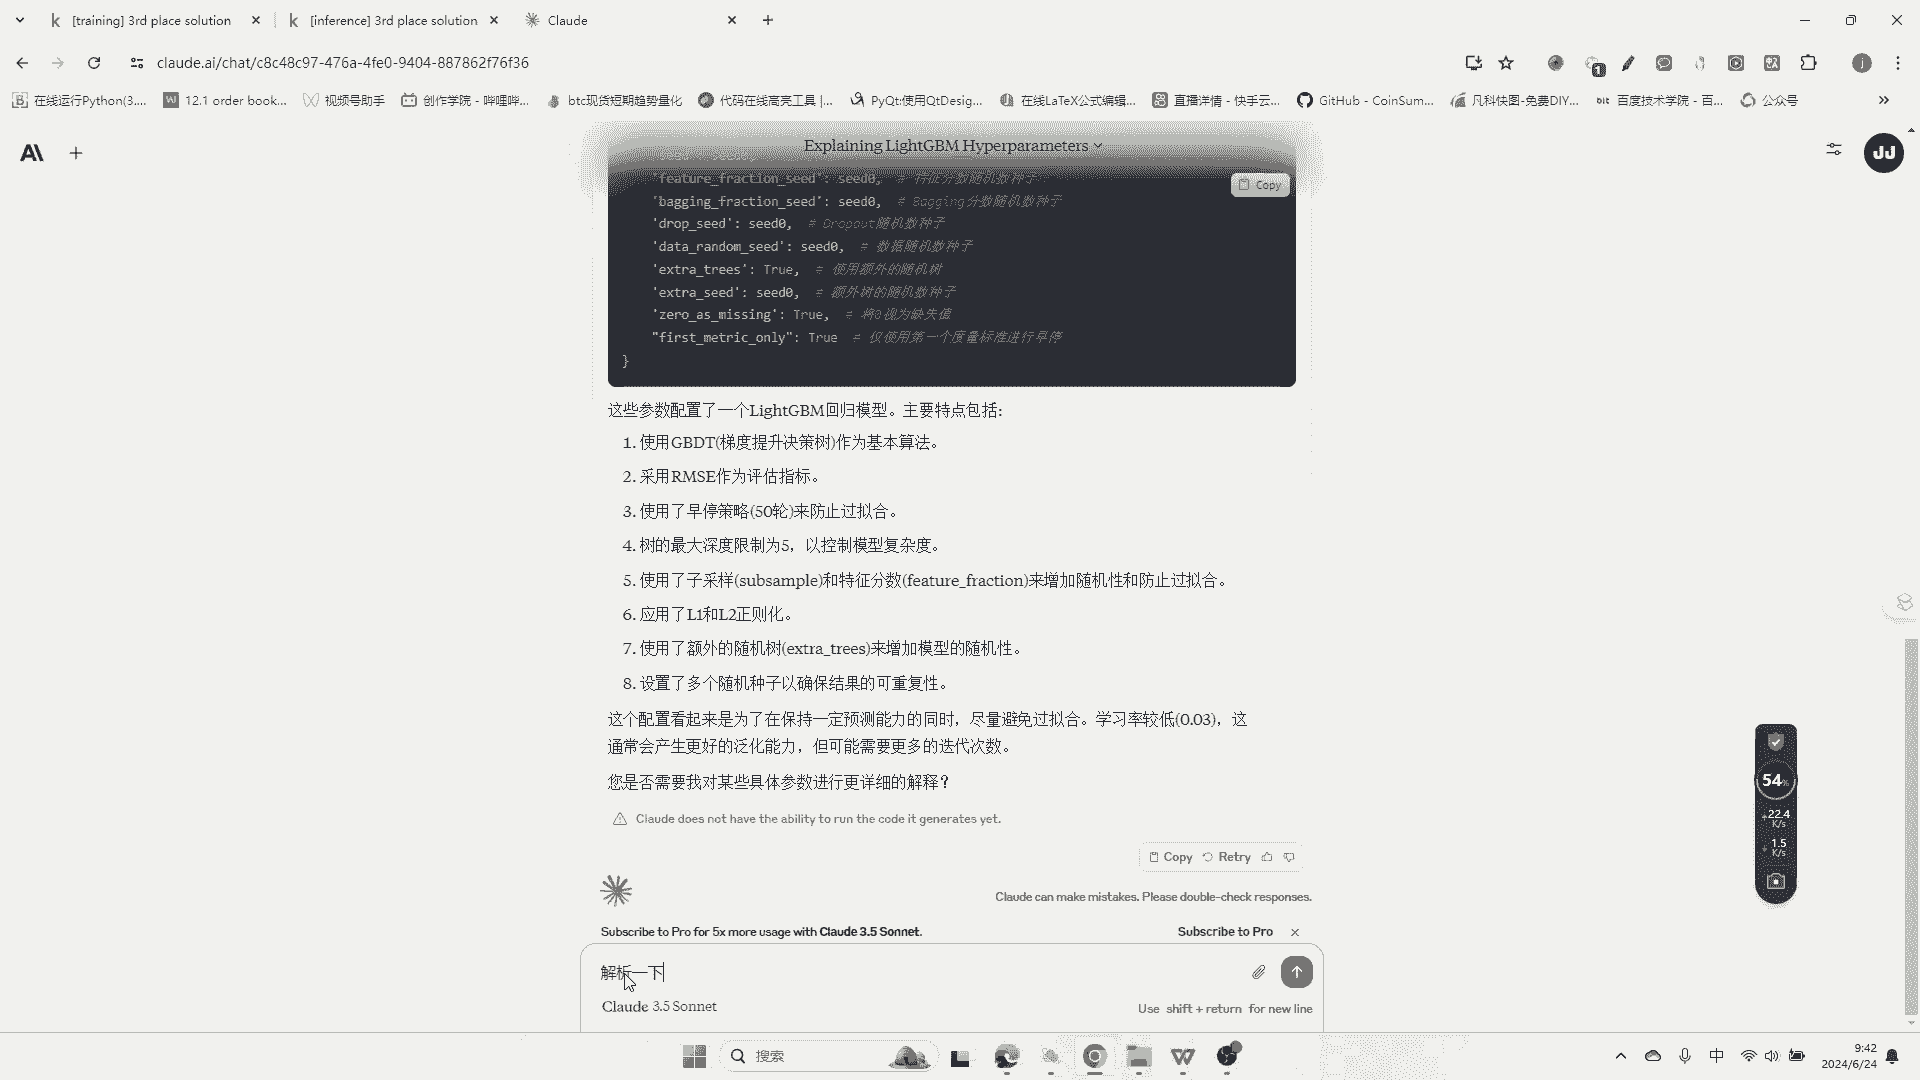 [training] 3rd place solution
[inference] 3rd place solution
Claude
claude.ai/chat/c8c48c97-476a-4fe0-9404-887862f76f36
在线运行Python(3....
12.1 order book...
视频号助手
创作学院 - 哔哩哔...
btc现货短期趋势量化
代码在线高亮工具 |...
PyQt:使用QtDesig...
在线LaTeX公式编辑...
直播详情 - 快手云...
GitHub - CoinSum...
凡科快图-免费DIY...
百度技术学院 - 百...
公众号
Explaining LightGBM Hyperparameters
JJ
Copy
'feature_fraction_seed': seed0, # 特征分数随机数种子
'bagging_fraction_seed': seed0, # Bagging分数随机数种子
'drop_seed': seed0, # Dropout随机数种子
'data_random_seed': seed0, # 数据随机数种子
'extra_trees': True, # 使用额外的随机树
'extra_seed': seed0, # 额外树的随机数种子
'zero_as_missing': True, # 将0视为缺失值
"first_metric_only": True # 仅使用第一个度量标准进行早停
}
这些参数配置了一个LightGBM回归模型。主要特点包括:
1. 使用GBDT(梯度提升决策树)作为基本算法。
2. 采用RMSE作为评估指标。
3. 使用了早停策略(50轮)来防止过拟合。
4. 树的最大深度限制为5，以控制模型复杂度。
5. 使用了子采样(subsample)和特征分数(feature_fraction)来增加随机性和防止过拟合。
6. 应用了L1和L2正则化。
7. 使用了额外的随机树(extra_trees)来增加模型的随机性。
8. 设置了多个随机种子以确保结果的可重复性。
这个配置看起来是为了在保持一定预测能力的同时，尽量避免过拟合。学习率较低(0.03)，这
通常会产生更好的泛化能力，但可能需要更多的迭代次数。
您是否需要我对某些具体参数进行更详细的解释？
Claude does not have the ability to run the code it generates yet.
Copy Retry
Claude can make mistakes. Please double-check responses.
Subscribe to Pro for 5x more usage with Claude 3.5 Sonnet.
Subscribe to Pro
解析一下
Claude 3.5 Sonnet
Use shift + return for new line
54%
22.4
K/s
1.5
K/s
搜索
中
9:42
2024/6/24